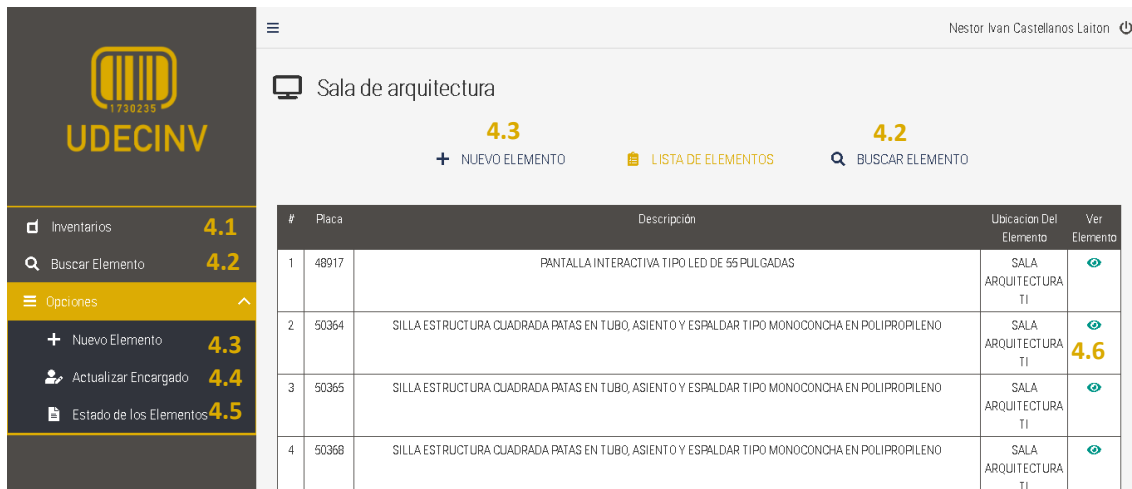 Nestor Ivan Castellanos Laiton
1730235
UDECINV
Inventarios 4.1
Buscar Elemento 4.2
Opciones
Nuevo Elemento 4.3
Actualizar Encargado 4.4
Estado de los Elementos 4.5
Sala de arquitectura
4.3 4.2
NUEVO ELEMENTO LISTA DE ELEMENTOS BUSCAR ELEMENTO
# Placa Descripción Ubicacion Del Elemento Ver Elemento
1 48917 PANTALLA INTERACTIVA TIPO LED DE 55 PULGADAS SALA ARQUITECTURA TI
2 50364 SILLA ESTRUCTURA CUADRADA PATAS EN TUBO, ASIENTO Y ESPALDAR TIPO MONOCONCHA EN POLIPROPILENO SALA ARQUITECTURA TI 4.6
3 50365 SILLA ESTRUCTURA CUADRADA PATAS EN TUBO, ASIENTO Y ESPALDAR TIPO MONOCONCHA EN POLIPROPILENO SALA ARQUITECTURA TI
4 50368 SILLA ESTRUCTURA CUADRADA PATAS EN TUBO, ASIENTO Y ESPALDAR TIPO MONOCONCHA EN POLIPROPILENO SALA ARQUITECTURA TI